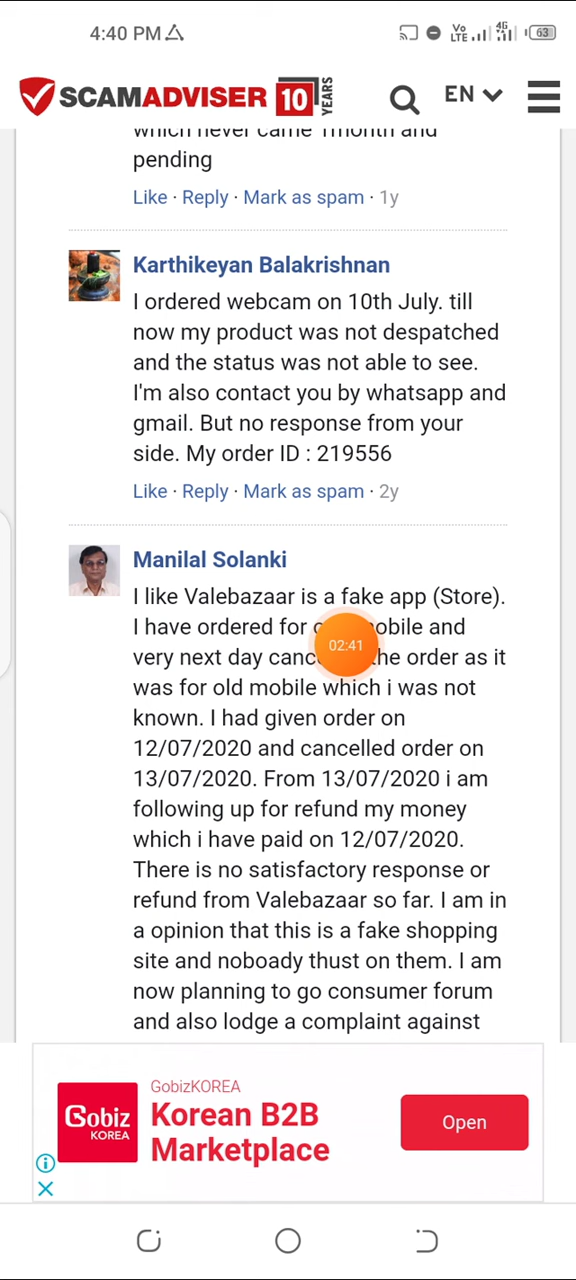 4:40 PM
Vo LTE 4G 63
SCAMADVISER 10 YEARS
EN
which never came 1month and
pending
Like · Reply · Mark as spam · 1y
Karthikeyan Balakrishnan
I ordered webcam on 10th July. till
now my product was not despatched
and the status was not able to see.
I'm also contact you by whatsapp and
gmail. But no response from your
side. My order ID : 219556
Like · Reply · Mark as spam · 2y
Manilal Solanki
I like Valebazaar is a fake app (Store).
I have ordered for and
02:41
very next day the order as it
was for old mobile which i was not
known. I had given order on
12/07/2020 and cancelled order on
13/07/2020. From 13/07/2020 i am
following up for refund my money
which i have paid on 12/07/2020.
There is no satisfactory response or
refund from Valebazaar so far. I am in
a opinion that this is a fake shopping
site and noboady thust on them. I am
now planning to go consumer forum
and also lodge a complaint against
GobizKOREA
Gobiz
KOREA
Korean B2B
Marketplace
Open